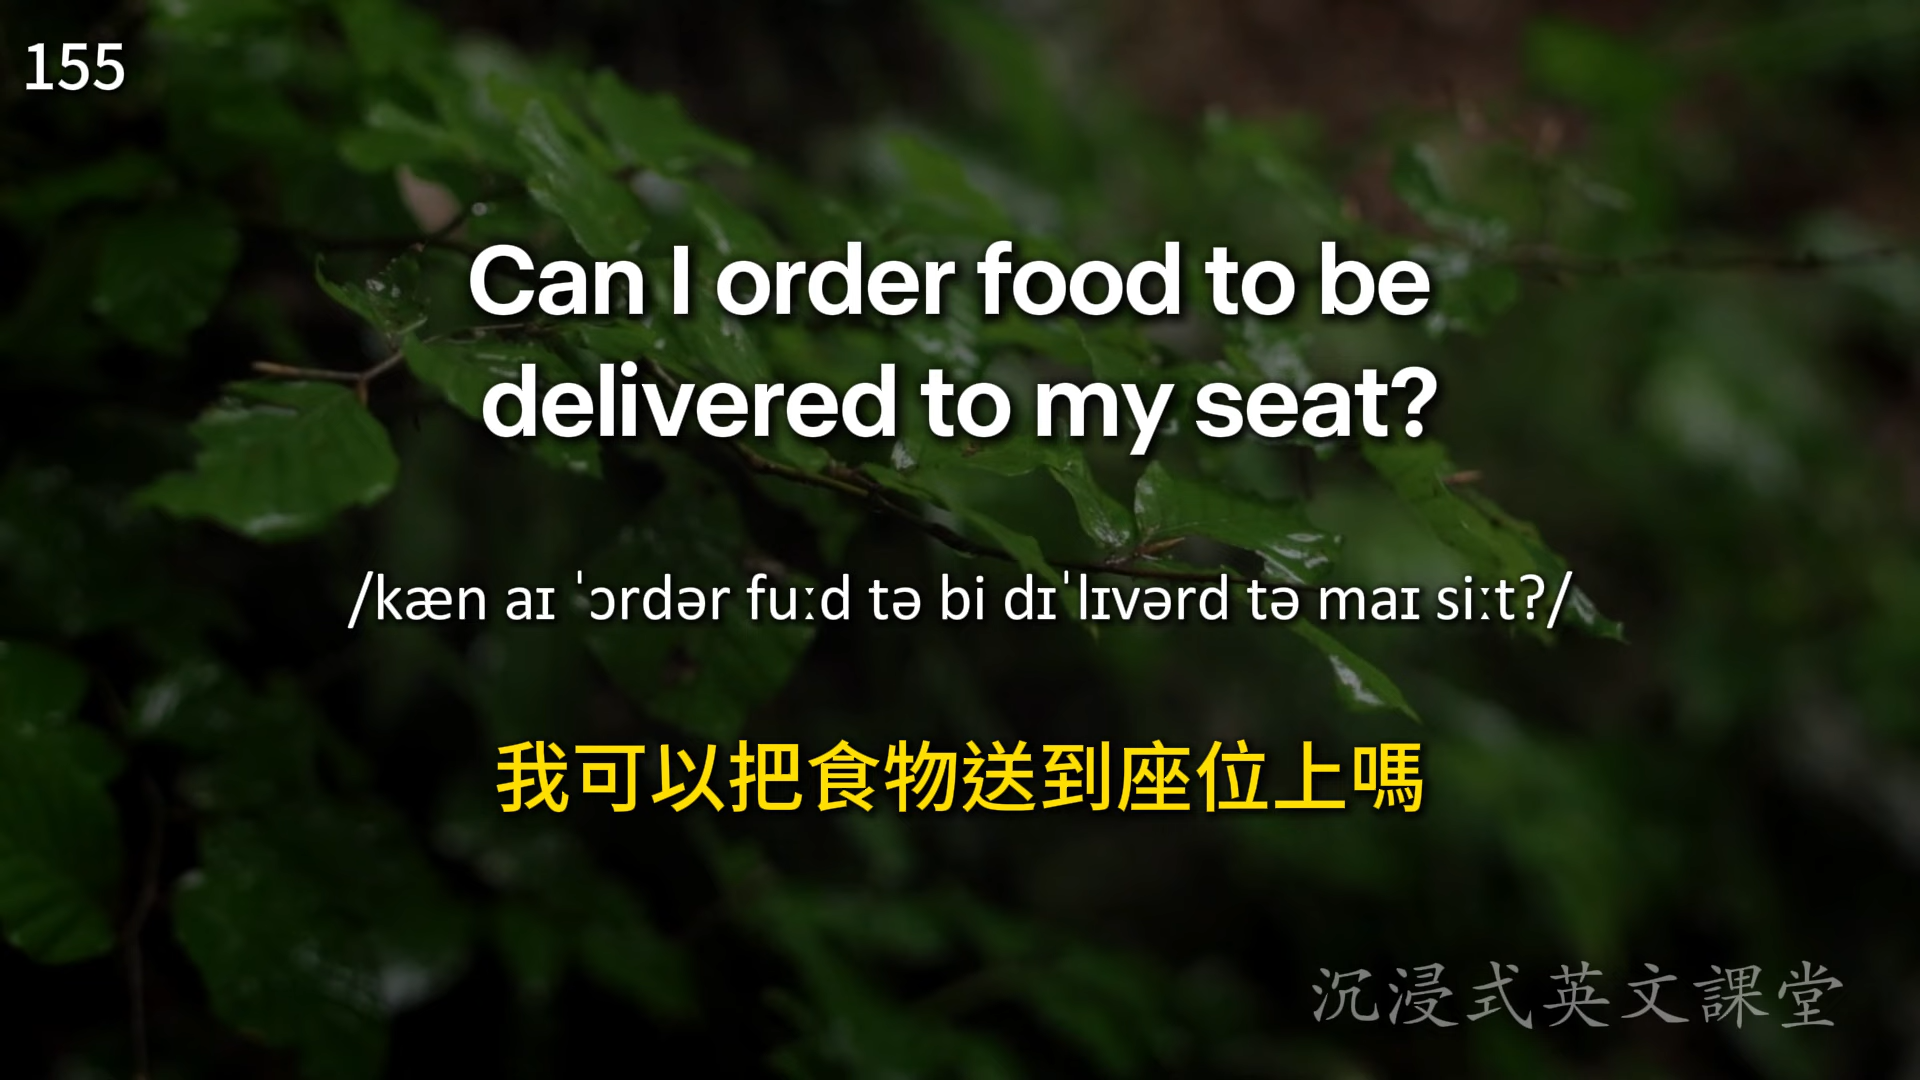 155
Can I order food to be
delivered to my seat?
/kæn aɪ ˈɔrdər fuːd tə bi dɪˈlɪvərd tə maɪ siːt?/
我可以把食物送到座位上嗎
沉浸式英文課堂